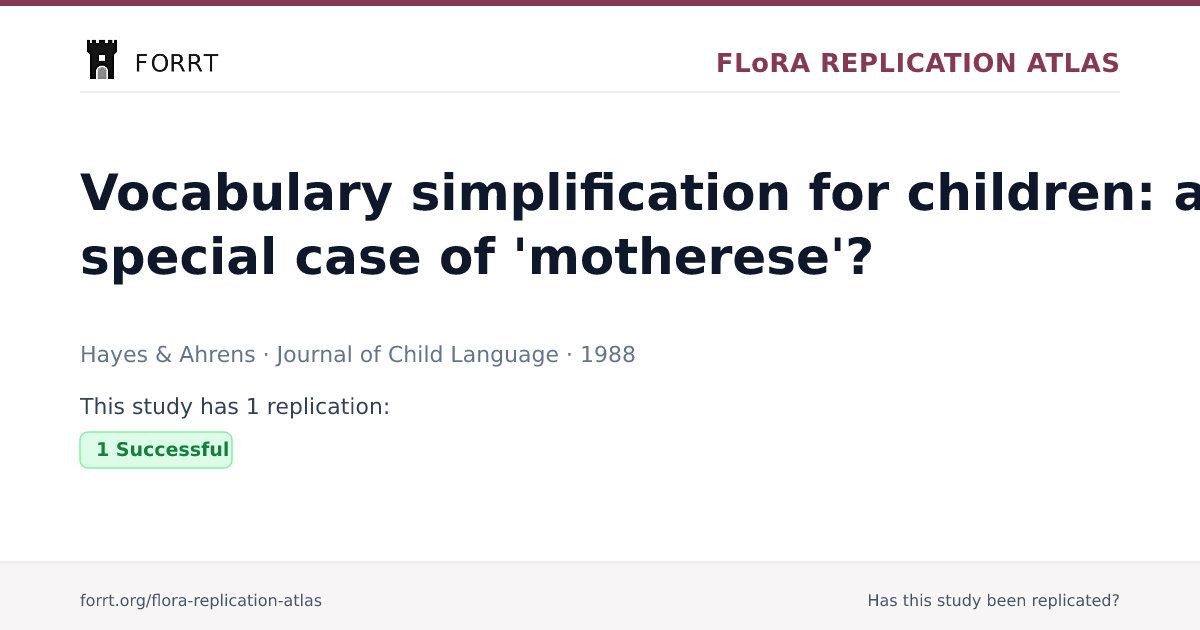 FORRT
FLoRA REPLICATION ATLAS
Vocabulary simplification for children: a
special case of 'motherese'?
Hayes & Ahrens · Journal of Child Language · 1988
This study has 1 replication:
1 Successful
forrt.org/flora-replication-atlas
Has this study been replicated?